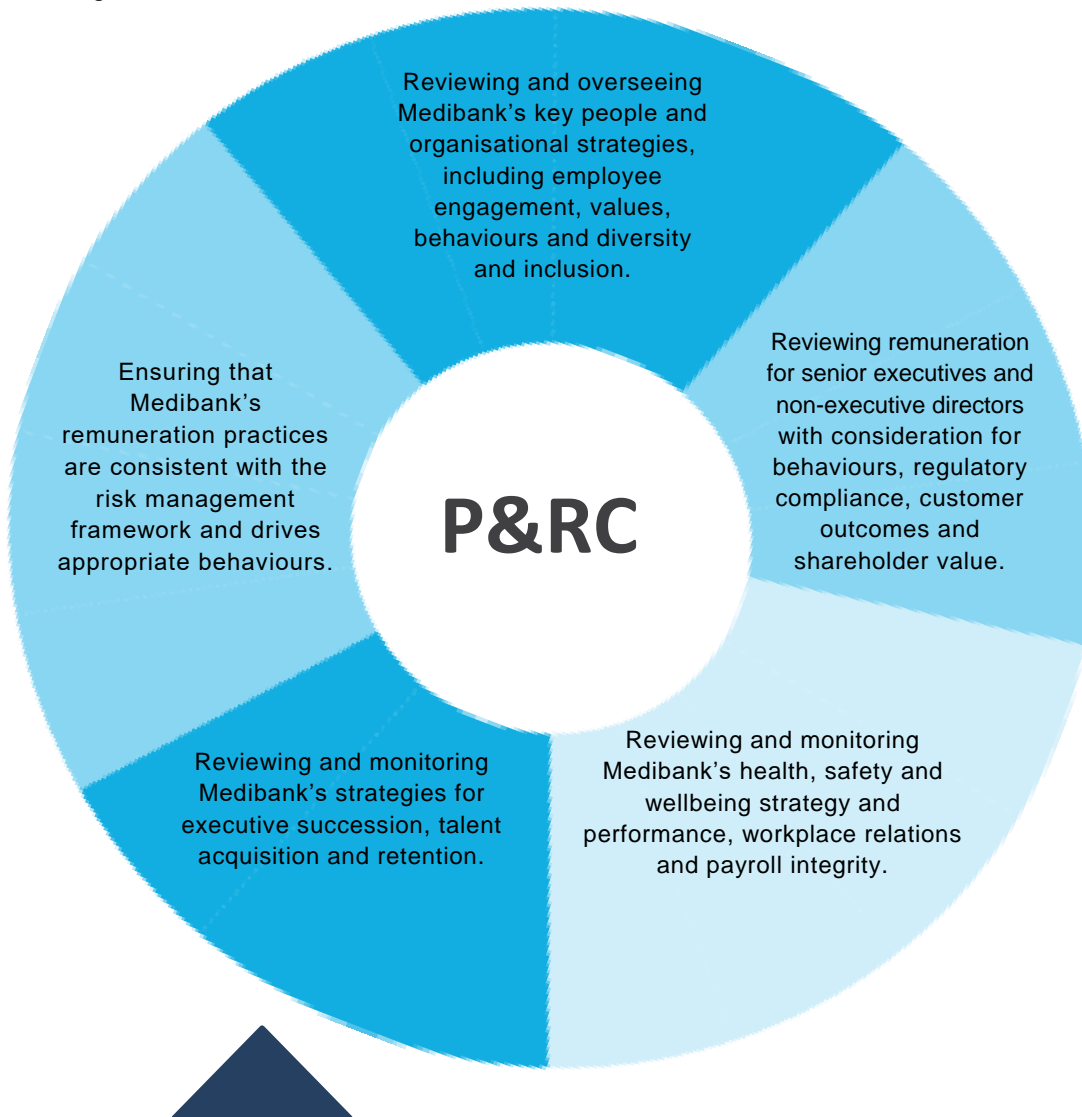 Reviewing and overseeing
Medibank’s key people and
organisational strategies,
including employee
engagement, values,
behaviours and diversity
and inclusion.
Reviewing remuneration
for senior executives and
non-executive directors
with consideration for
behaviours, regulatory
compliance, customer
outcomes and
shareholder value.
Ensuring that
Medibank’s
remuneration practices
are consistent with the
risk management
framework and drives
appropriate behaviours.
P&RC
Reviewing and monitoring
Medibank’s health, safety and
wellbeing strategy and
performance, workplace relations
and payroll integrity.
Reviewing and monitoring
Medibank’s strategies for
executive succession, talent
acquisition and retention.